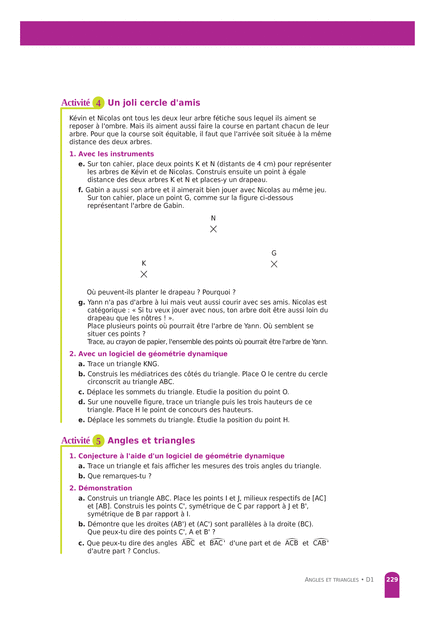 Activité 4 Un joli cercle d'amis
Kévin et Nicolas ont tous les deux leur arbre fétiche sous lequel ils aiment se
reposer à l'ombre. Mais ils aiment aussi faire la course en partant chacun de leur
arbre. Pour que la course soit équitable, il faut que l'arrivée soit située à la même
distance des deux arbres.
1. Avec les instruments
e. Sur ton cahier, place deux points K et N (distants de 4 cm) pour représenter
les arbres de Kévin et de Nicolas. Construis ensuite un point à égale
distance des deux arbres K et N et places-y un drapeau.
f. Gabin a aussi son arbre et il aimerait bien jouer avec Nicolas au même jeu.
Sur ton cahier, place un point G, comme sur la figure ci-dessous
représentant l'arbre de Gabin.
N
G
K
Où peuvent-ils planter le drapeau ? Pourquoi ?
g. Yann n'a pas d'arbre à lui mais veut aussi courir avec ses amis. Nicolas est
catégorique : « Si tu veux jouer avec nous, ton arbre doit être aussi loin du
drapeau que les nôtres ! ».
Place plusieurs points où pourrait être l'arbre de Yann. Où semblent se
situer ces points ?
Trace, au crayon de papier, l'ensemble des points où pourrait être l'arbre de Yann.
2. Avec un logiciel de géométrie dynamique
a. Trace un triangle KNG.
b. Construis les médiatrices des côtés du triangle. Place O le centre du cercle
circonscrit au triangle ABC.
c. Déplace les sommets du triangle. Etudie la position du point O.
d. Sur une nouvelle figure, trace un triangle puis les trois hauteurs de ce
triangle. Place H le point de concours des hauteurs.
e. Déplace les sommets du triangle. Étudie la position du point H.
Activité 5 Angles et triangles
1. Conjecture à l'aide d'un logiciel de géométrie dynamique
a. Trace un triangle et fais afficher les mesures des trois angles du triangle.
b. Que remarques-tu ?
2. Démonstration
a. Construis un triangle ABC. Place les points I et J, milieux respectifs de [AC]
et [AB]. Construis les points C', symétrique de C par rapport à J et B',
symétrique de B par rapport à I.
b. Démontre que les droites (AB') et (AC') sont parallèles à la droite (BC).
Que peux-tu dire des points C', A et B' ?
c. Que peux-tu dire des angles ABC et BAC' d'une part et de ACB et CAB'
d'autre part ? Conclus.
ANGLES ET TRIANGLES • D1 229